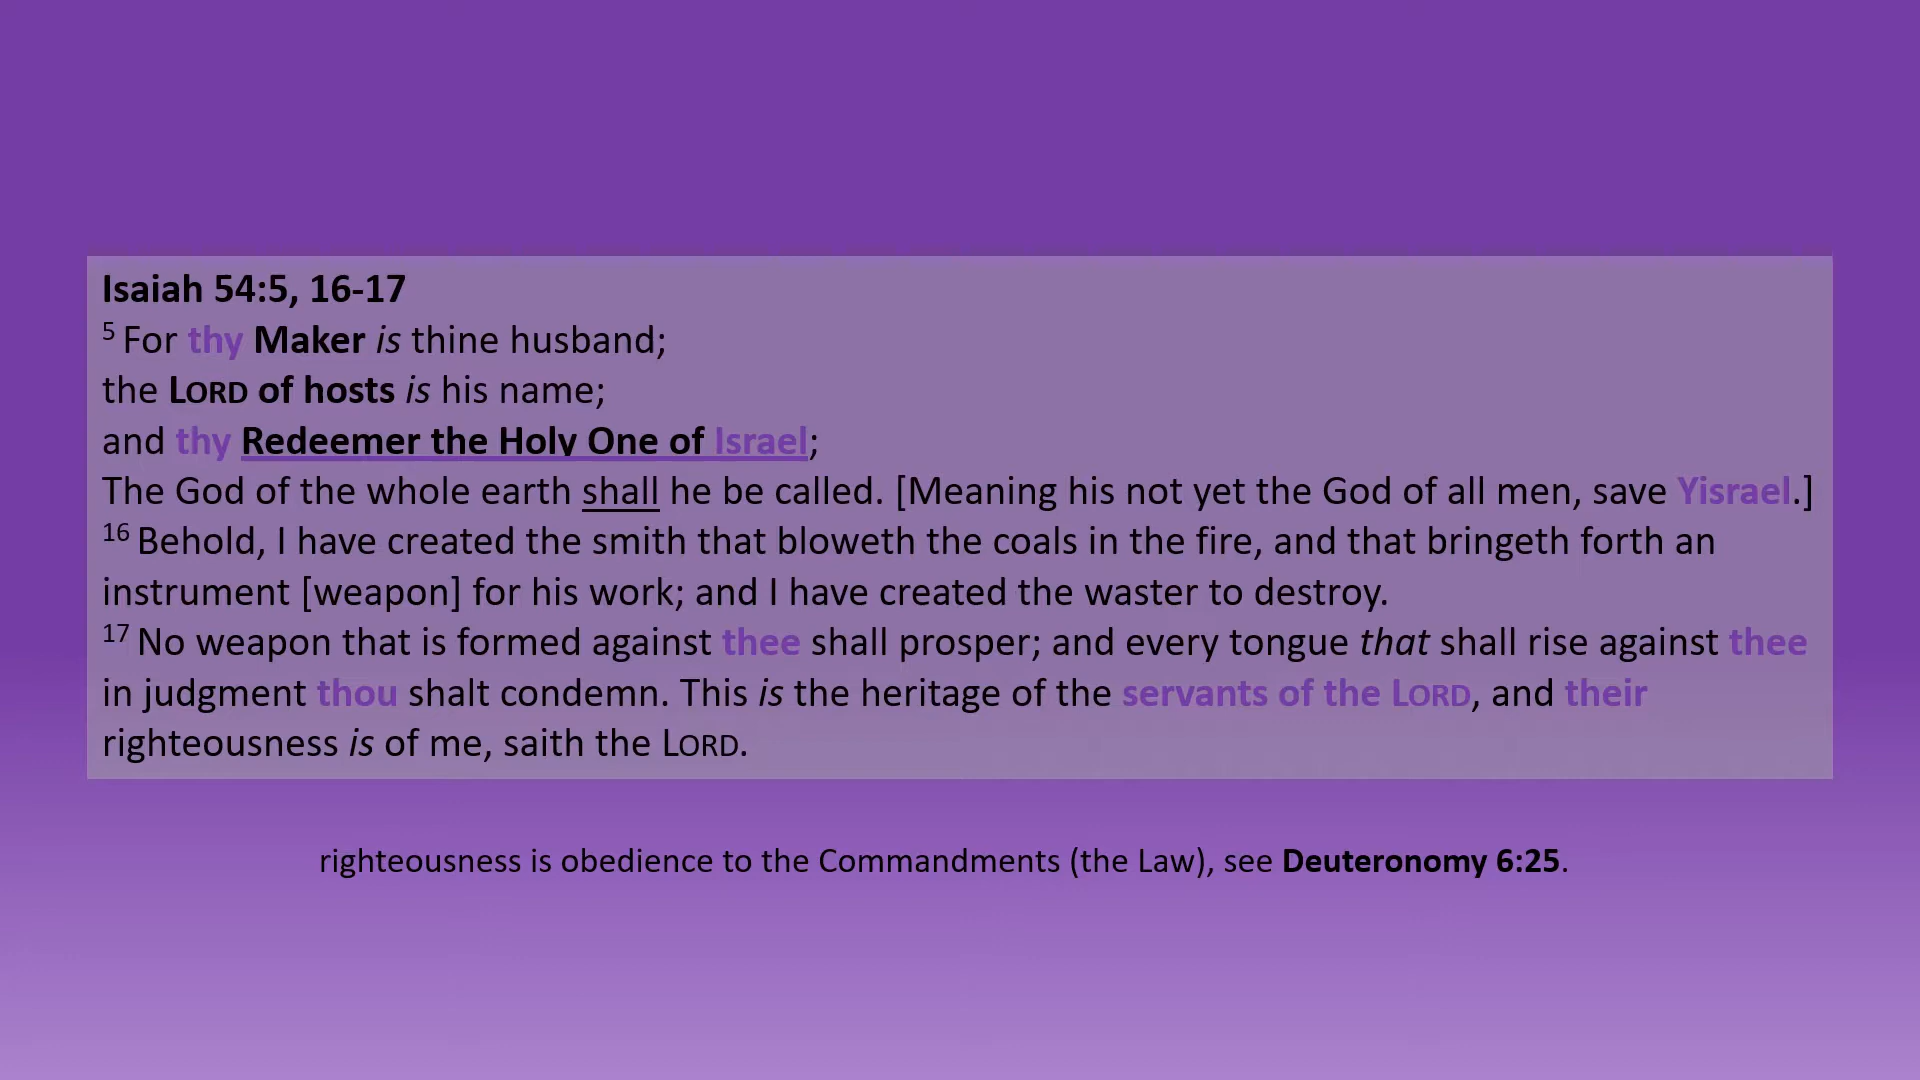 Isaiah 54:5, 16-17
5 For thy Maker is thine husband;
the LORD of hosts is his name;
and thy Redeemer the Holy One of Israel;
The God of the whole earth shall he be called. [Meaning his not yet the God of all men, save Yisrael.]
16 Behold, I have created the smith that bloweth the coals in the fire, and that bringeth forth an
instrument [weapon] for his work; and I have created the waster to destroy.
17 No weapon that is formed against thee shall prosper; and every tongue that shall rise against thee
in judgment thou shalt condemn. This is the heritage of the servants of the LORD, and their
righteousness is of me, saith the LORD.
righteousness is obedience to the Commandments (the Law), see Deuteronomy 6:25.